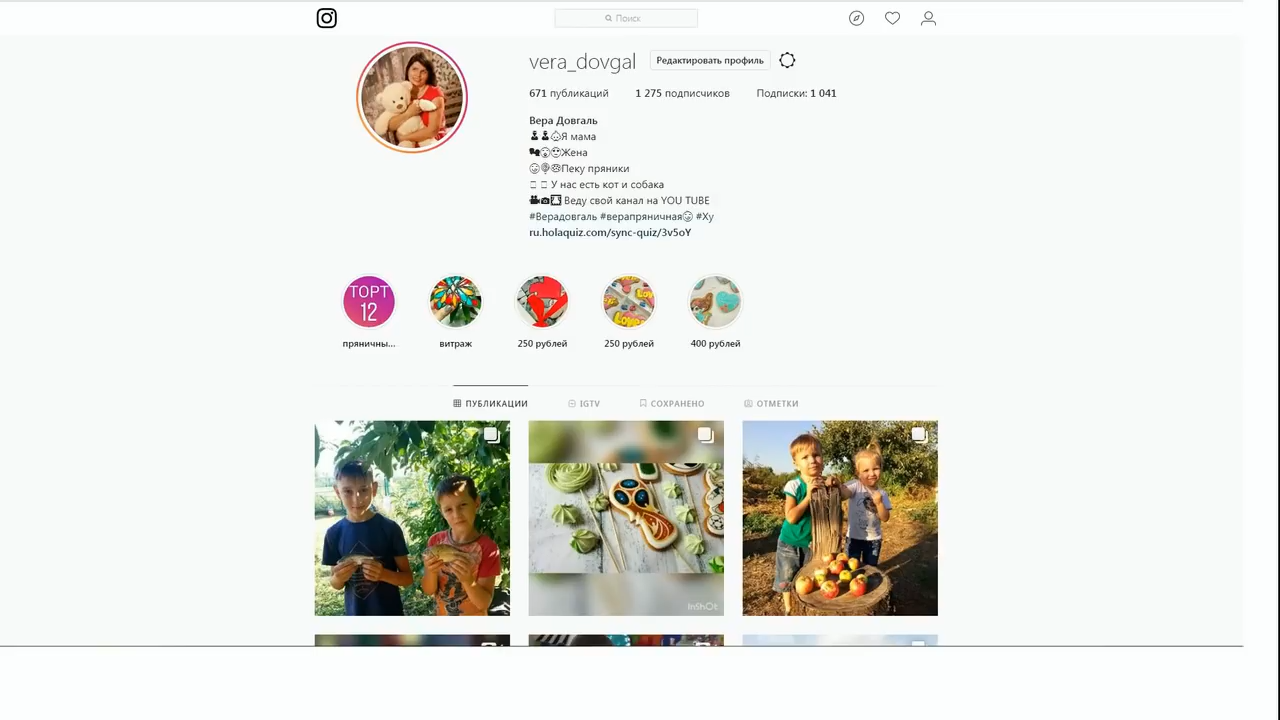 Поиск
vera_dovgal Редактировать профиль
671 публикаций 1 275 подписчиков Подписки: 1 041
Вера Довгаль
Я мама
Жена
Пеку пряники
У нас есть кот и собака
Веду свой канал на YOU TUBE
#Верадовгаль #верапряничная #Ху
ru.holaquiz.com/sync-quiz/3v5oY
ТОРТ
12
LOVE
Love
пряничны... витраж 250 рублей 250 рублей 400 рублей
ПУБЛИКАЦИИ IGTV СОХРАНЕНО ОТМЕТКИ
InShOt